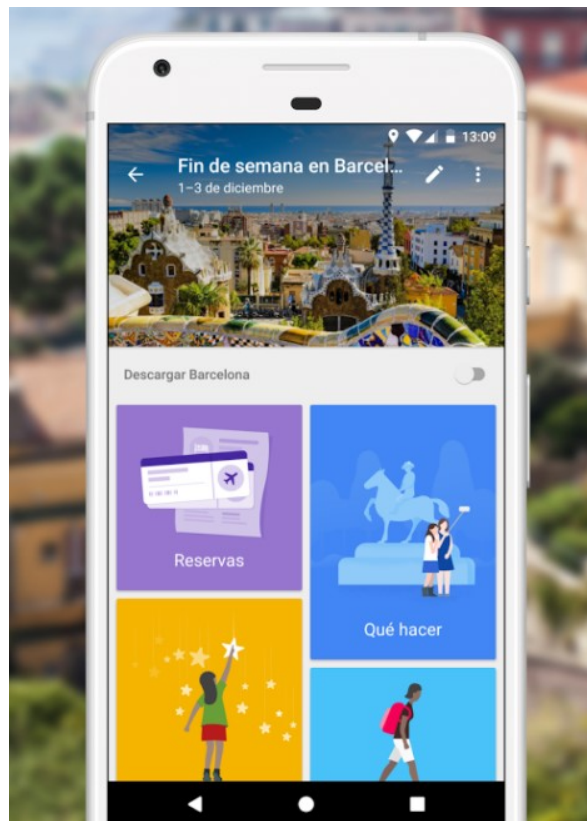 13:09
Fin de semana en Barcel...
1–3 de diciembre
Descargar Barcelona
Reservas
Qué hacer